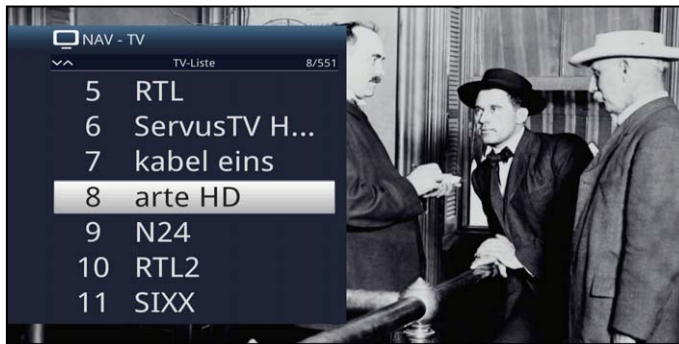 NAV - TV
TV-Liste 8/551
5 RTL
6 ServusTV H...
7 kabel eins
8 arte HD
9 N24
10 RTL2
11 SIXX